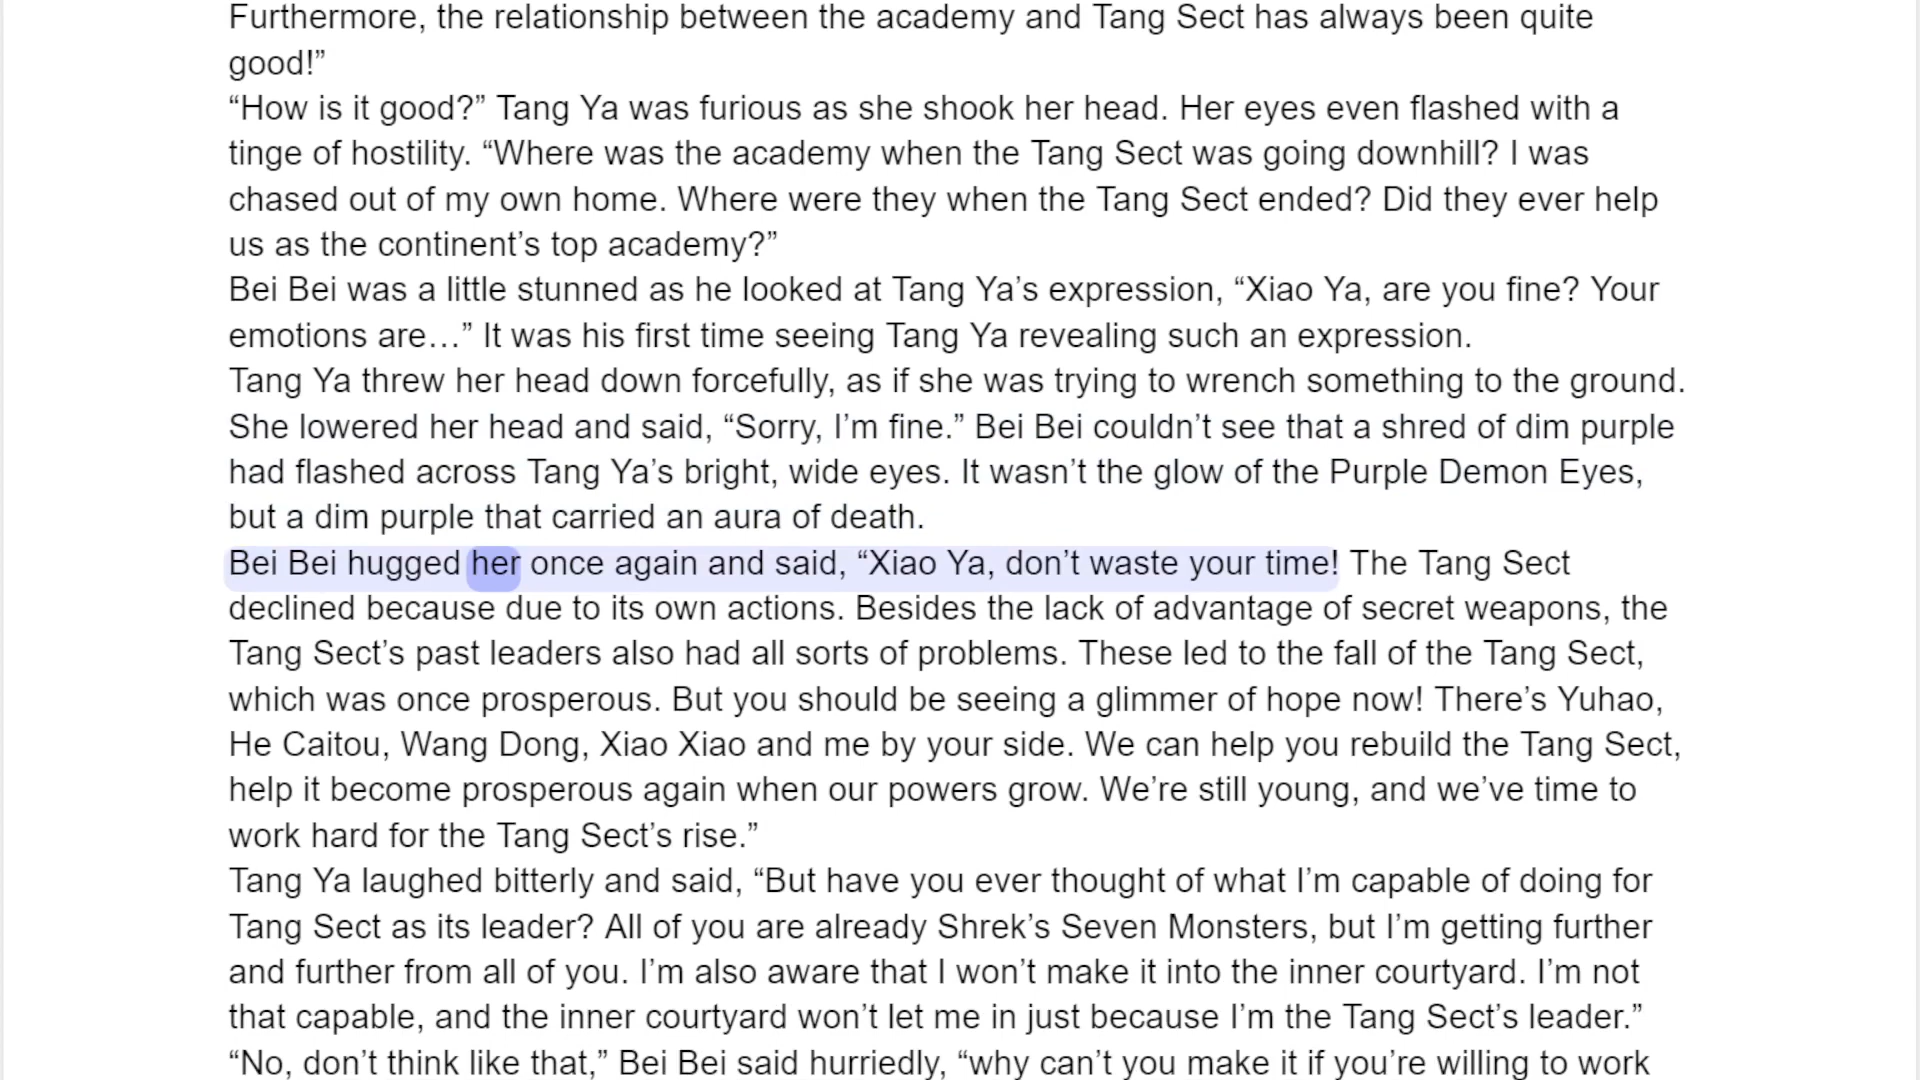 Furthermore, the relationship between the academy and Tang Sect has always been quite
good!”
“How is it good?” Tang Ya was furious as she shook her head. Her eyes even flashed with a
tinge of hostility. “Where was the academy when the Tang Sect was going downhill? I was
chased out of my own home. Where were they when the Tang Sect ended? Did they ever help
us as the continent’s top academy?”
Bei Bei was a little stunned as he looked at Tang Ya’s expression, “Xiao Ya, are you fine? Your
emotions are…” It was his first time seeing Tang Ya revealing such an expression.
Tang Ya threw her head down forcefully, as if she was trying to wrench something to the ground.
She lowered her head and said, “Sorry, I’m fine.” Bei Bei couldn’t see that a shred of dim purple
had flashed across Tang Ya’s bright, wide eyes. It wasn’t the glow of the Purple Demon Eyes,
but a dim purple that carried an aura of death.
Bei Bei hugged her once again and said, “Xiao Ya, don’t waste your time! The Tang Sect
declined because due to its own actions. Besides the lack of advantage of secret weapons, the
Tang Sect’s past leaders also had all sorts of problems. These led to the fall of the Tang Sect,
which was once prosperous. But you should be seeing a glimmer of hope now! There’s Yuhao,
He Caitou, Wang Dong, Xiao Xiao and me by your side. We can help you rebuild the Tang Sect,
help it become prosperous again when our powers grow. We’re still young, and we’ve time to
work hard for the Tang Sect’s rise.”
Tang Ya laughed bitterly and said, “But have you ever thought of what I’m capable of doing for
Tang Sect as its leader? All of you are already Shrek’s Seven Monsters, but I’m getting further
and further from all of you. I’m also aware that I won’t make it into the inner courtyard. I’m not
that capable, and the inner courtyard won’t let me in just because I’m the Tang Sect’s leader.”
“No, don’t think like that,” Bei Bei said hurriedly, “why can’t you make it if you’re willing to work